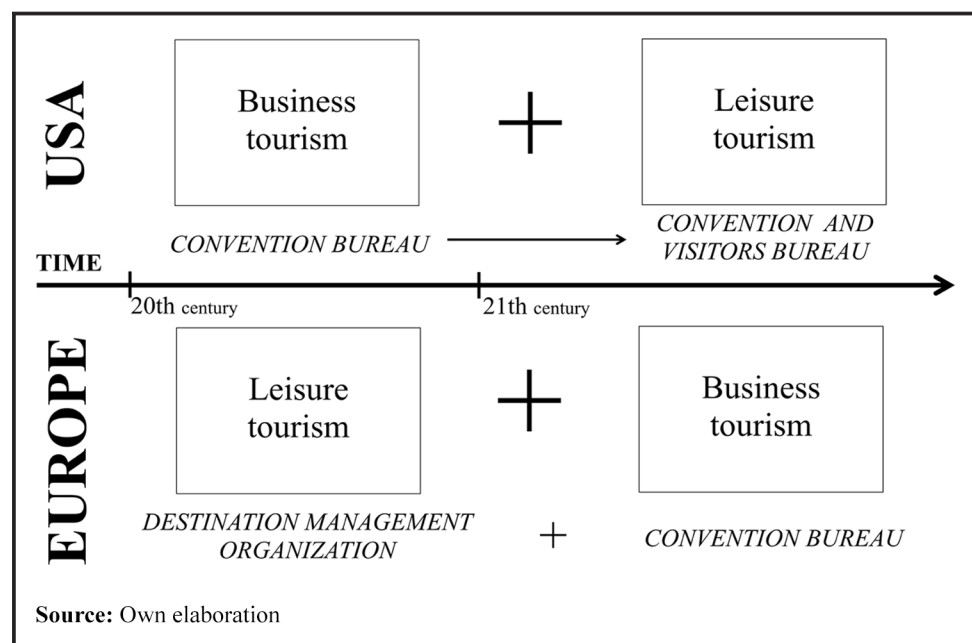 USA
Business
tourism
+
Leisure
tourism
CONVENTION BUREAU
CONVENTION AND
VISITORS BUREAU
TIME
20th century
21th century
EUROPE
Leisure
tourism
+
Business
tourism
DESTINATION MANAGEMENT
ORGANIZATION
+
CONVENTION BUREAU
Source: Own elaboration